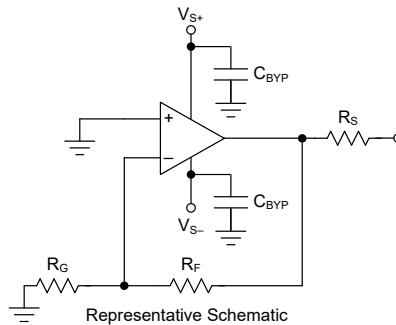 VS+
CBYP
+
RS
−
CBYP
VS–
RG
RF
Representative Schematic